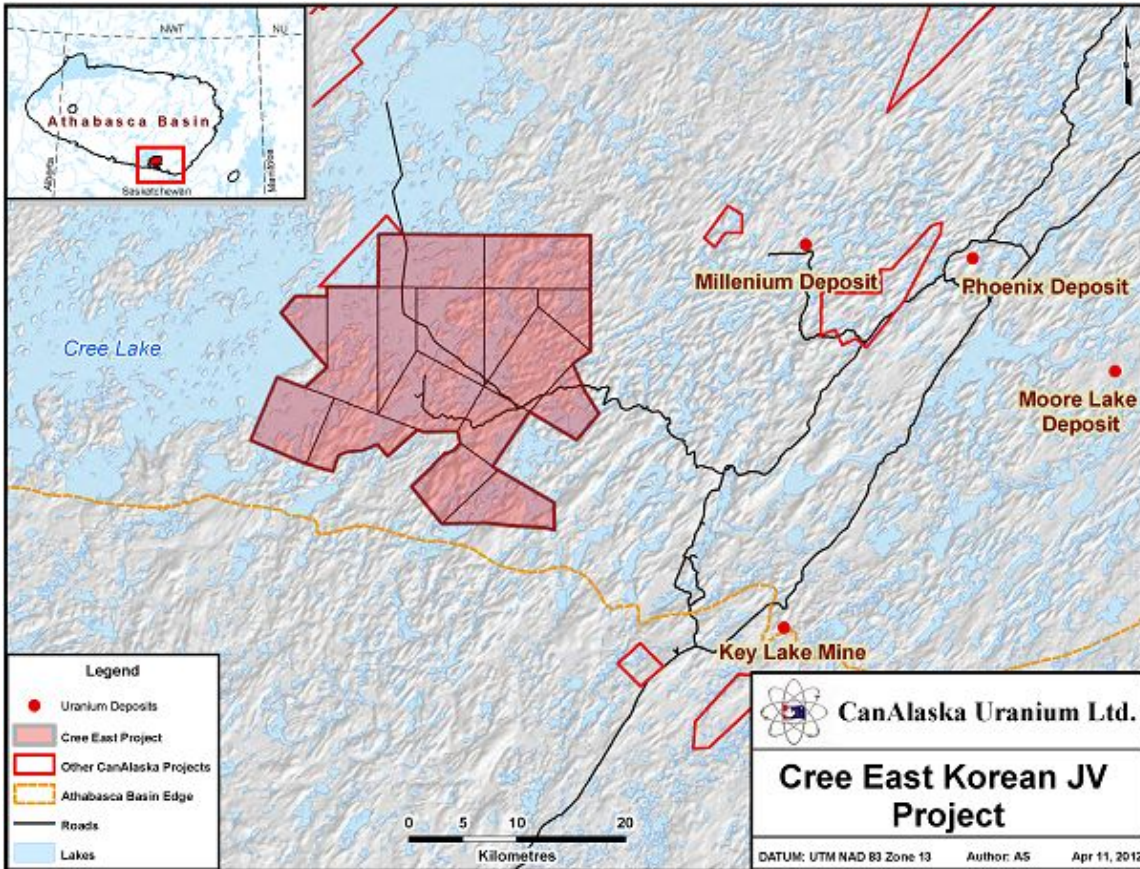 NWT
NU
Athabasca Basin
Alberta
Saskatchewan
Manitoba
Cree Lake
Millenium Deposit
Phoenix Deposit
Moore Lake
Deposit
Key Lake Mine
Legend
Uranium Deposits
Cree East Project
Other CanAlaska Projects
Athabasca Basin Edge
Roads
Lakes
0 5 10 20
Kilometres
CanAlaska Uranium Ltd.
Cree East Korean JV
Project
DATUM: UTM NAD 83 Zone 13 Author: AS Apr 11, 2012